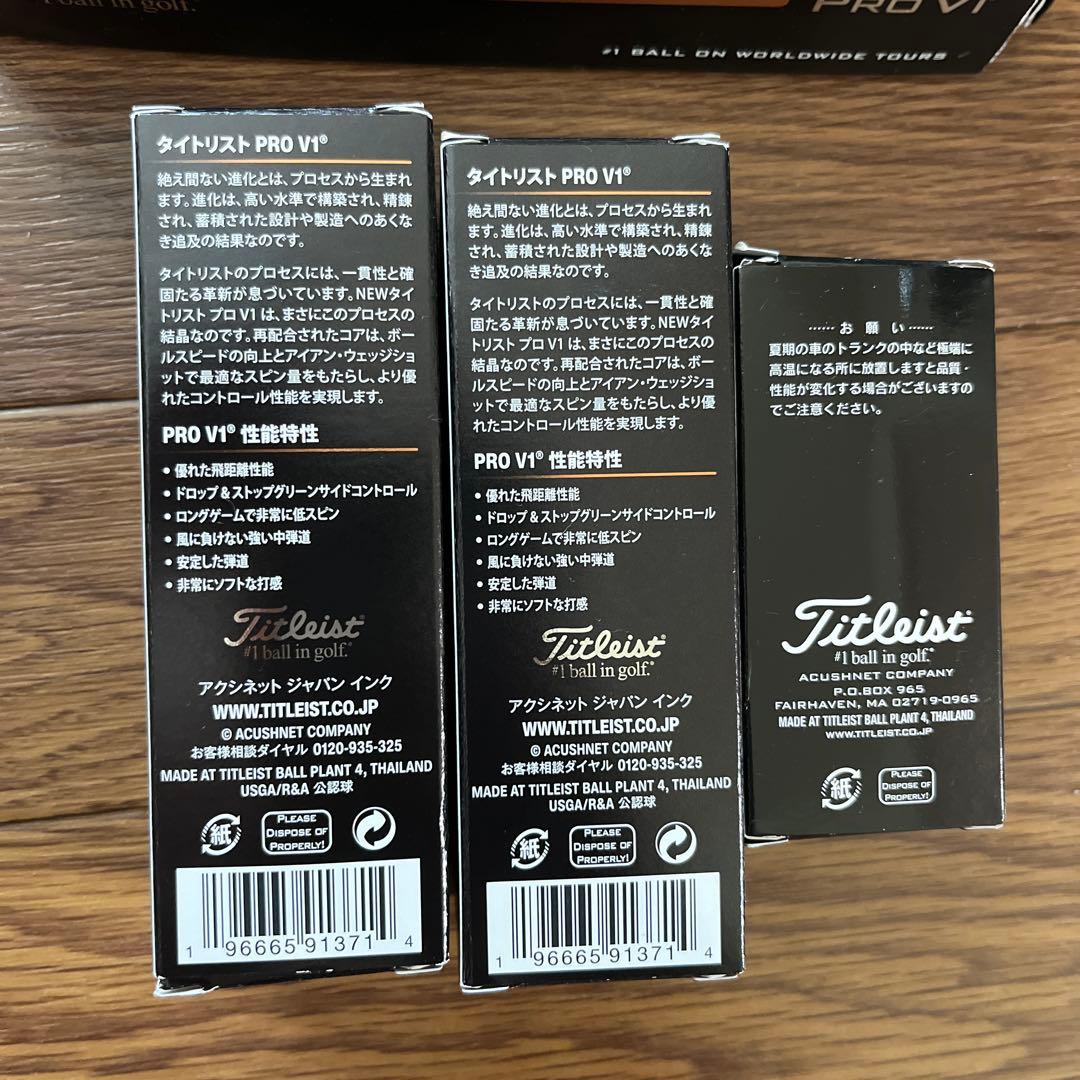 #1 ball in golf.®
PRO V1
#1 BALL ON WORLDWIDE TOURS
タイトリスト PRO V1®
絶え間ない進化とは、プロセスから生まれ
ます。進化は、高い水準で構築され、精錬
され、蓄積された設計や製造へのあくな
き追及の結果なのです。
タイトリストのプロセスには、一貫性と確
固たる革新が息づいています。NEWタイ
トリスト プロ V1 は、まさにこのプロセスの
結晶なのです。再配合されたコアは、ボー
ルスピードの向上とアイアン・ウェッジショ
ットで最適なスピン量をもたらし、より優
れたコントロール性能を実現します。
PRO V1® 性能特性
• 優れた飛距離性能
• ドロップ&ストップグリーンサイドコントロール
• ロングゲームで非常に低スピン
• 風に負けない強い中弾道
• 安定した弾道
• 非常にソフトな打感
Titleist®
#1 ball in golf.®
アクシネット ジャパン インク
WWW.TITLEIST.CO.JP
© ACUSHNET COMPANY
お客様相談ダイヤル 0120-935-325
MADE AT TITLEIST BALL PLANT 4, THAILAND
USGA/R&A 公認球
紙
PLEASE
DISPOSE OF
PROPERLY!
1 96665 91371 4
タイトリスト PRO V1®
絶え間ない進化とは、プロセスから生まれ
ます。進化は、高い水準で構築され、精錬
され、蓄積された設計や製造へのあくな
き追及の結果なのです。
タイトリストのプロセスには、一貫性と確
固たる革新が息づいています。NEWタイ
トリスト プロ V1 は、まさにこのプロセスの
結晶なのです。再配合されたコアは、ボー
ルスピードの向上とアイアン・ウェッジショ
ットで最適なスピン量をもたらし、より優
れたコントロール性能を実現します。
PRO V1® 性能特性
• 優れた飛距離性能
• ドロップ&ストップグリーンサイドコントロール
• ロングゲームで非常に低スピン
• 風に負けない強い中弾道
• 安定した弾道
• 非常にソフトな打感
Titleist®
#1 ball in golf.®
アクシネット ジャパン インク
WWW.TITLEIST.CO.JP
© ACUSHNET COMPANY
お客様相談ダイヤル 0120-935-325
MADE AT TITLEIST BALL PLANT 4, THAILAND
USGA/R&A 公認球
紙
PLEASE
DISPOSE OF
PROPERLY!
1 96665 91371 4
······ お 願 い ······
夏期の車のトランクの中など極端に
高温になる所に放置しますと品質・
性能が変化する場合がございますの
でご注意ください。
Titleist®
#1 ball in golf.®
ACUSHNET COMPANY
P.O.BOX 965
FAIRHAVEN, MA 02719-0965
MADE AT TITLEIST BALL PLANT 4, THAILAND
WWW.TITLEIST.CO.JP
紙
PLEASE
DISPOSE OF
PROPERLY!